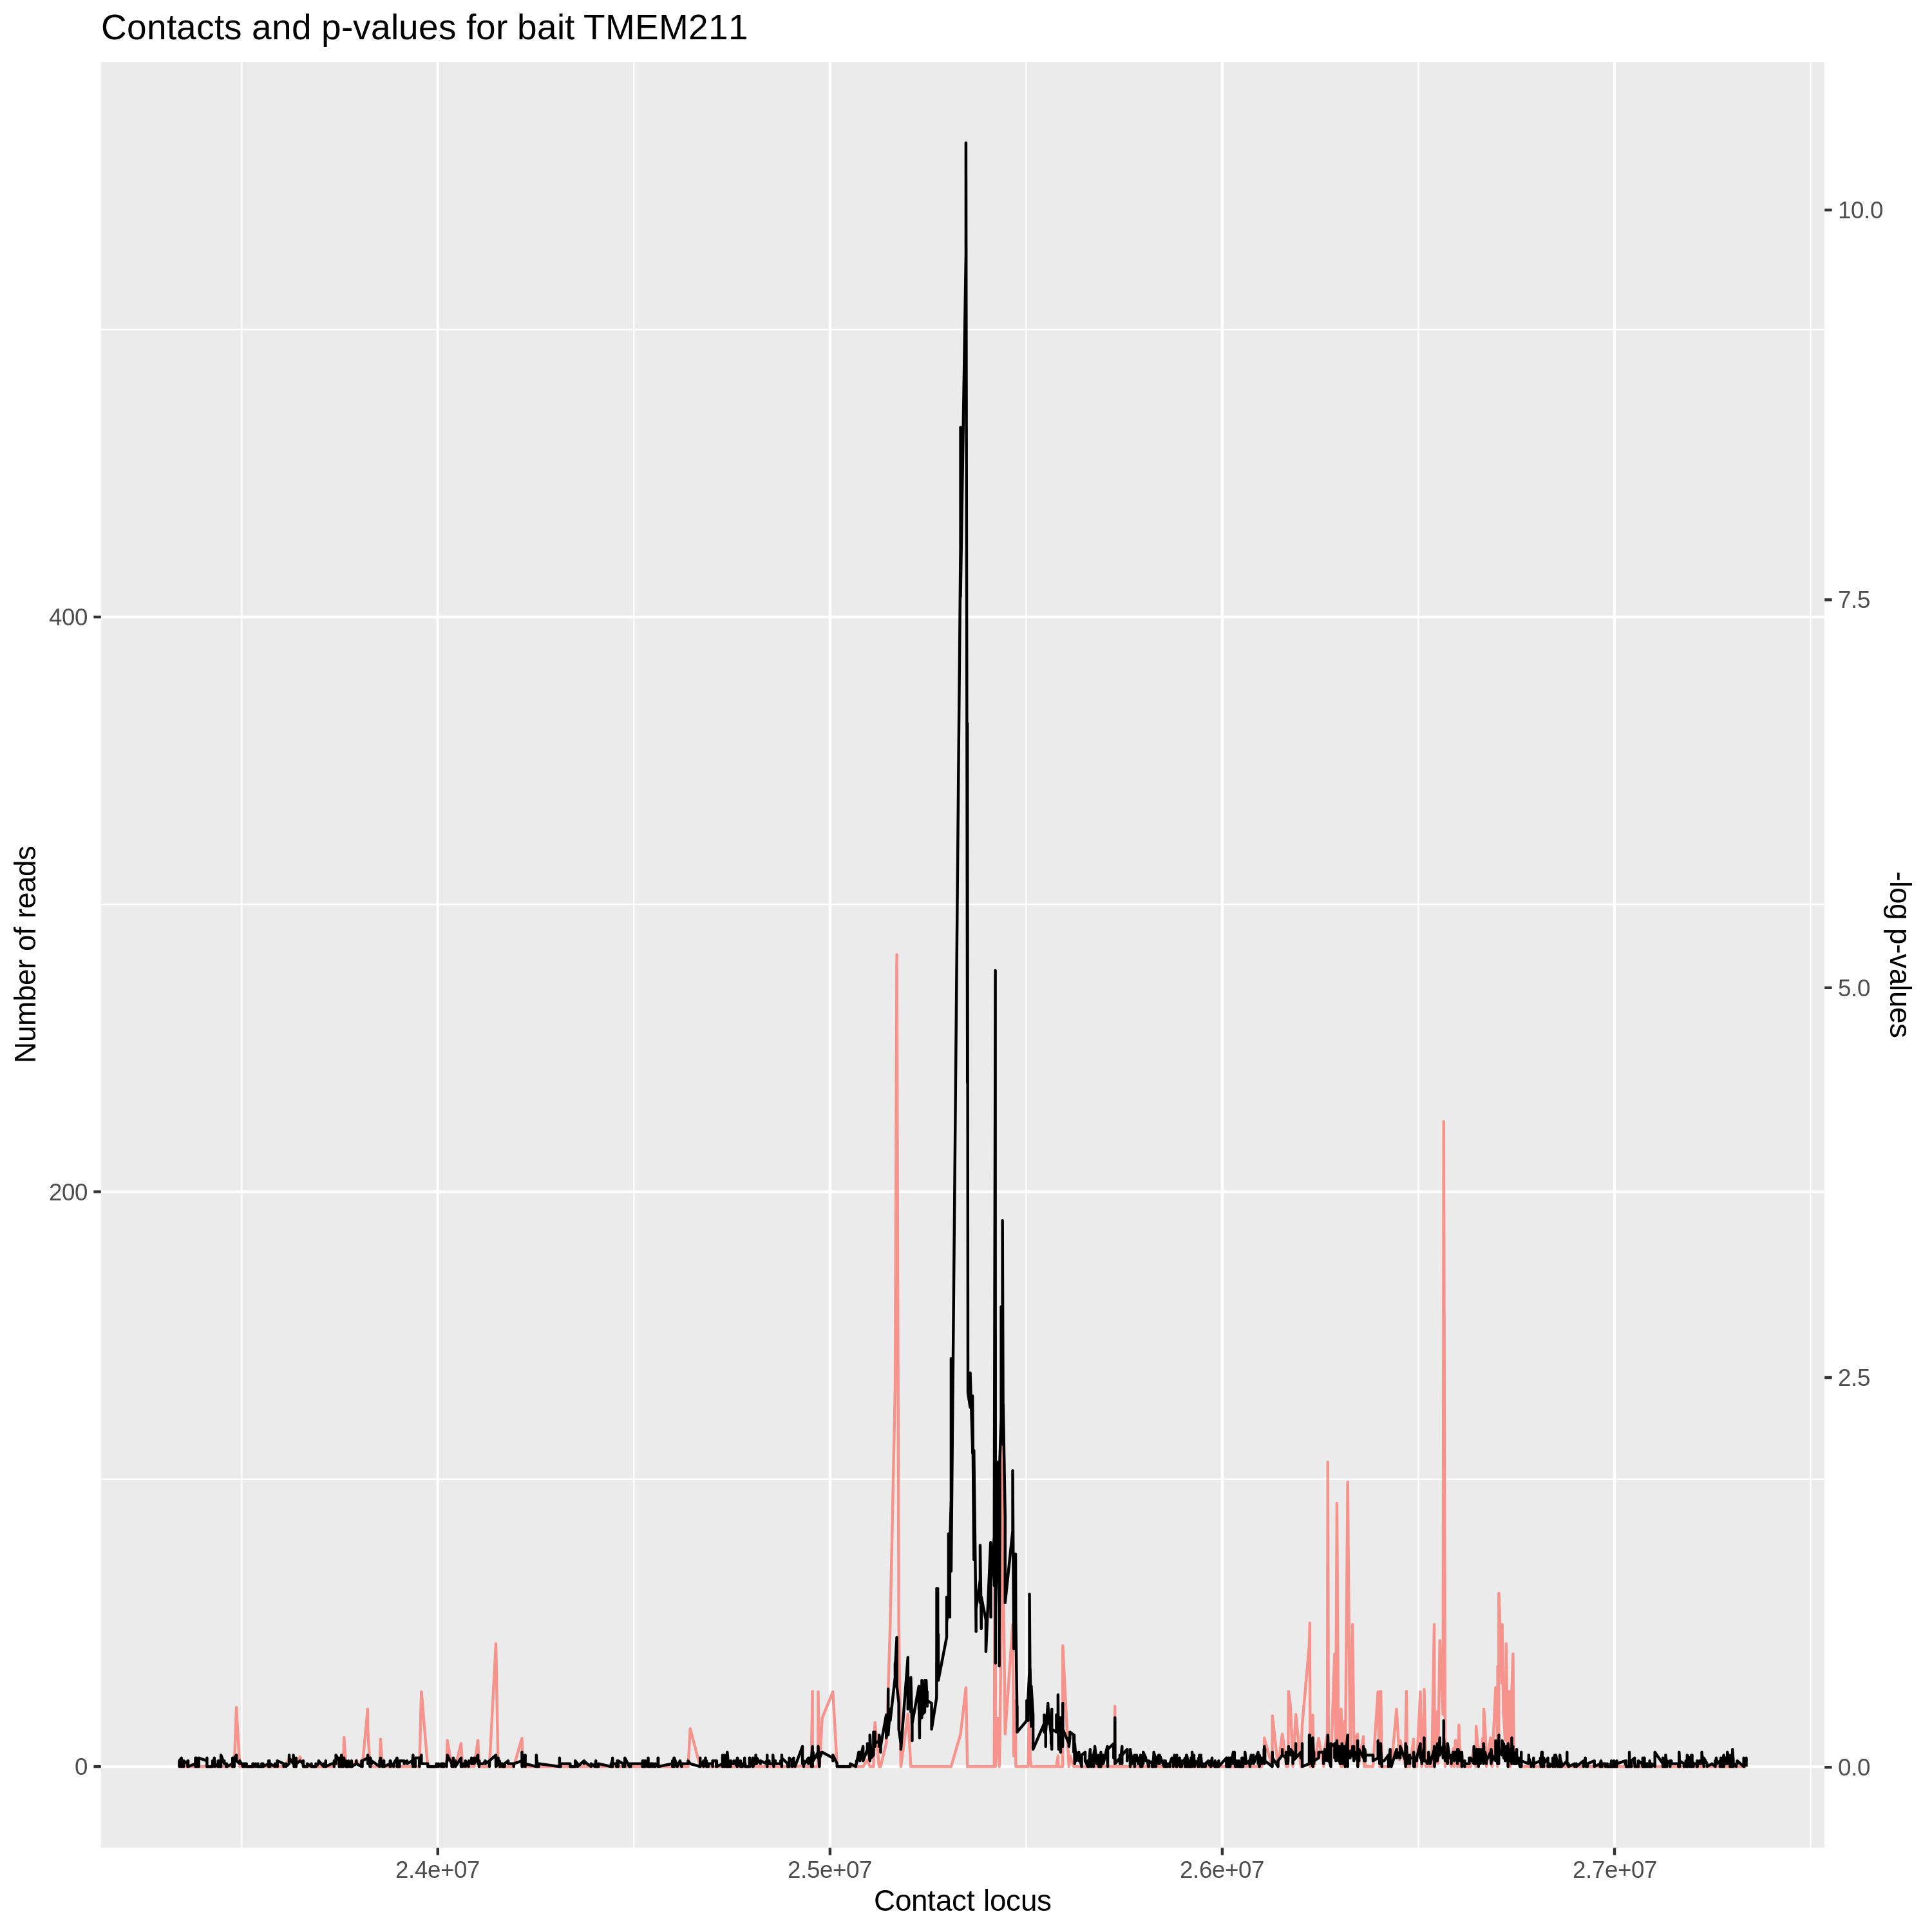 Contacts and p-values for bait TMEM211
Number of reads
400
200
0
10.0
7.5
5.0
2.5
0.0
-log p-values
2.4e+07
2.5e+07
2.6e+07
2.7e+07
Contact locus